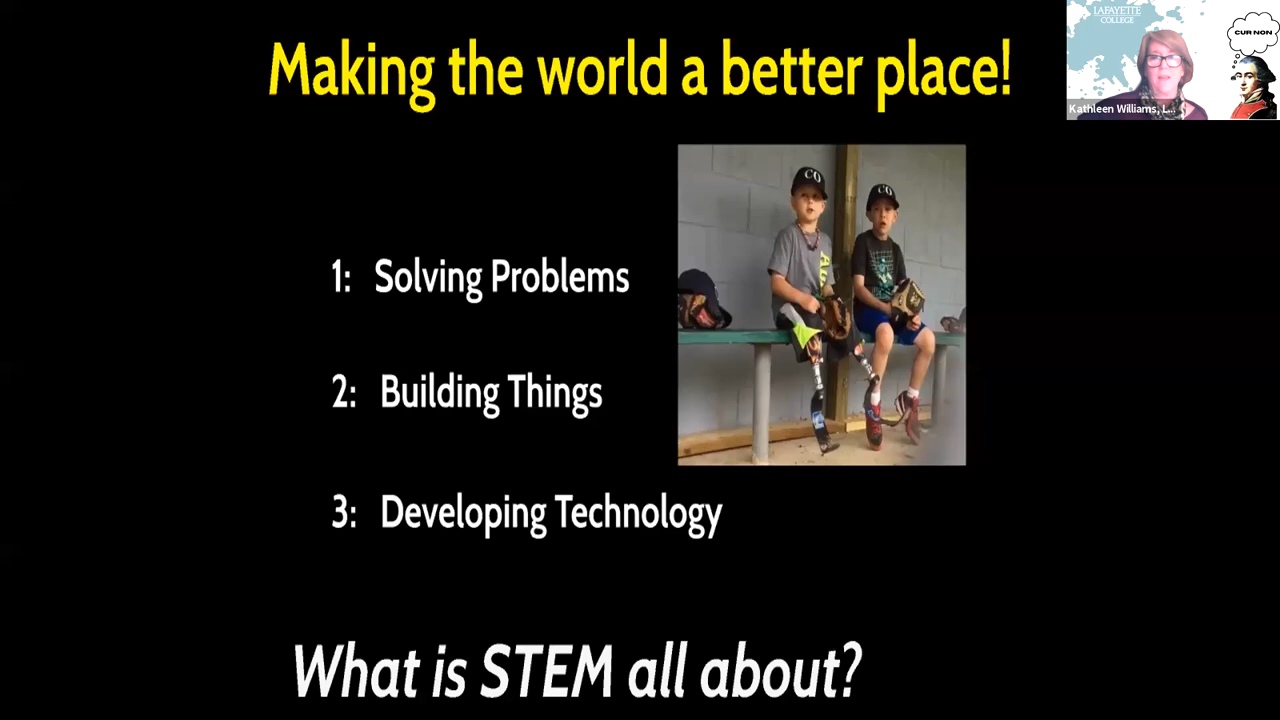 Making the world a better place!
LAFAYETTE
COLLEGE
CUR NON
Kathleen Williams, L...
CO
CO
1: Solving Problems
2: Building Things
3: Developing Technology
What is STEM all about?